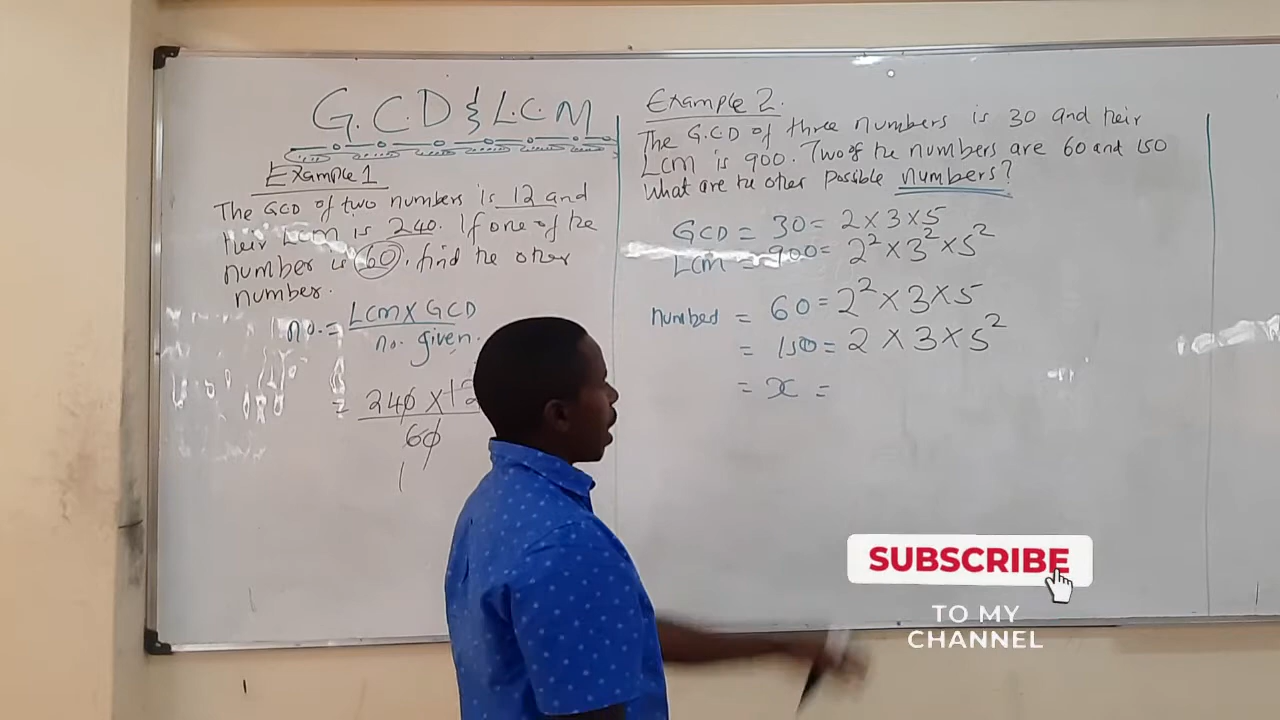 G.C.D & L.C.M
Example 1
The GCD of two numbers is 12 and
their LCM is 240. If one of the
number is 60, find the other
number.
no. = LCM X GCD
no. given.
= 240 X 12
60
1
Example 2.
The G.C.D of three numbers is 30 and their
LCM is 900. Two of the numbers are 60 and 150
What are the other possible numbers?
GCD = 30 = 2 X 3 X 5
LCM = 900 = 2² X 3² X 5²
number = 60 = 2² X 3 X 5
= 150 = 2 X 3 X 5²
= x =
SUBSCRIBE
TO MY
CHANNEL